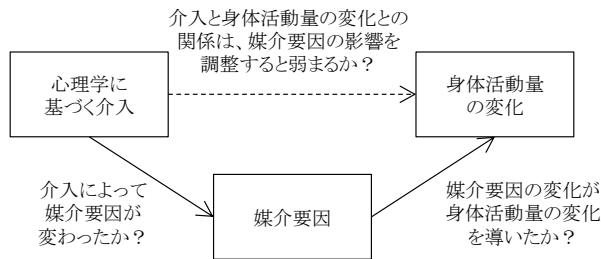 介入と身体活動量の変化との
関係は、媒介要因の影響を
調整すると弱まるか？
心理学に
基づく介入
身体活動量
の変化
介入によって
媒介要因が
変わったか？
媒介要因
媒介要因の変化が
身体活動量の変化
を導いたか？